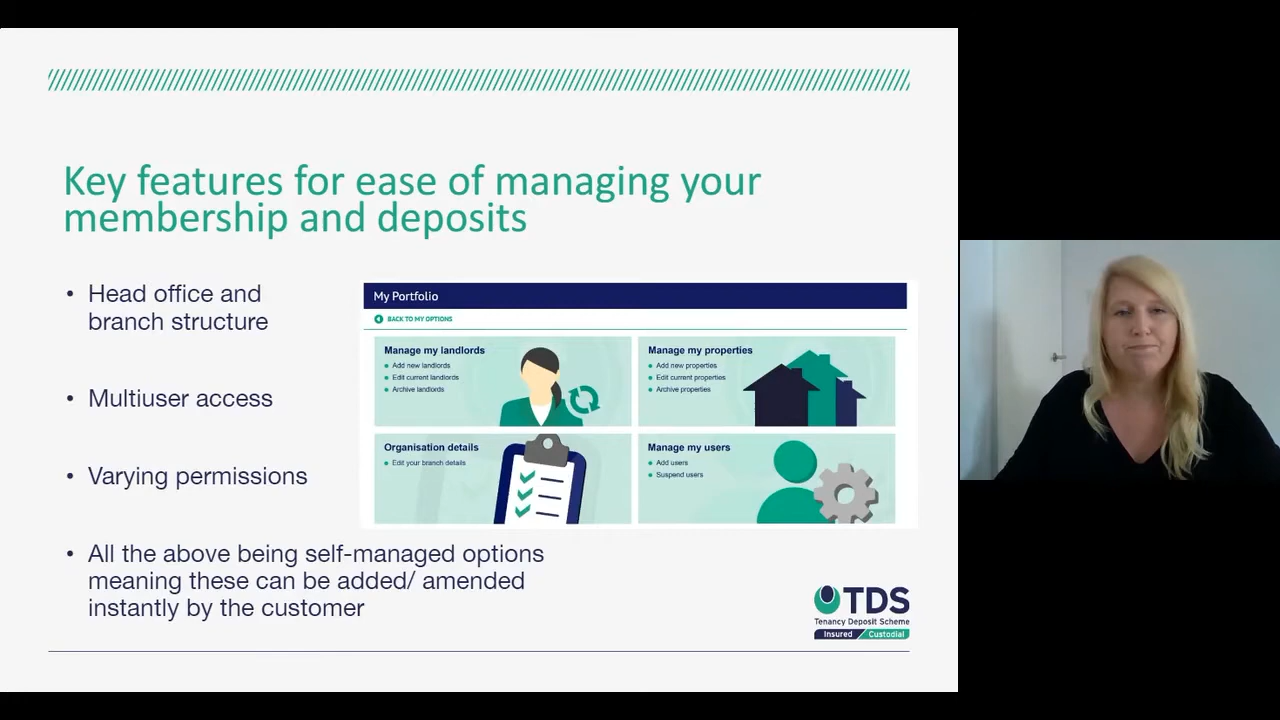 Key features for ease of managing your
membership and deposits
• Head office and
branch structure
• Multiuser access
• Varying permissions
• All the above being self-managed options
meaning these can be added/ amended
instantly by the customer
My Portfolio
BACK TO MY OPTIONS
Manage my landlords
Add new landlords
Edit current landlords
Archive landlords
Manage my properties
Add new properties
Edit current properties
Archive properties
Organisation details
Edit your branch details
Manage my users
Add users
Suspend users
TDS
Tenancy Deposit Scheme
Insured Custodial